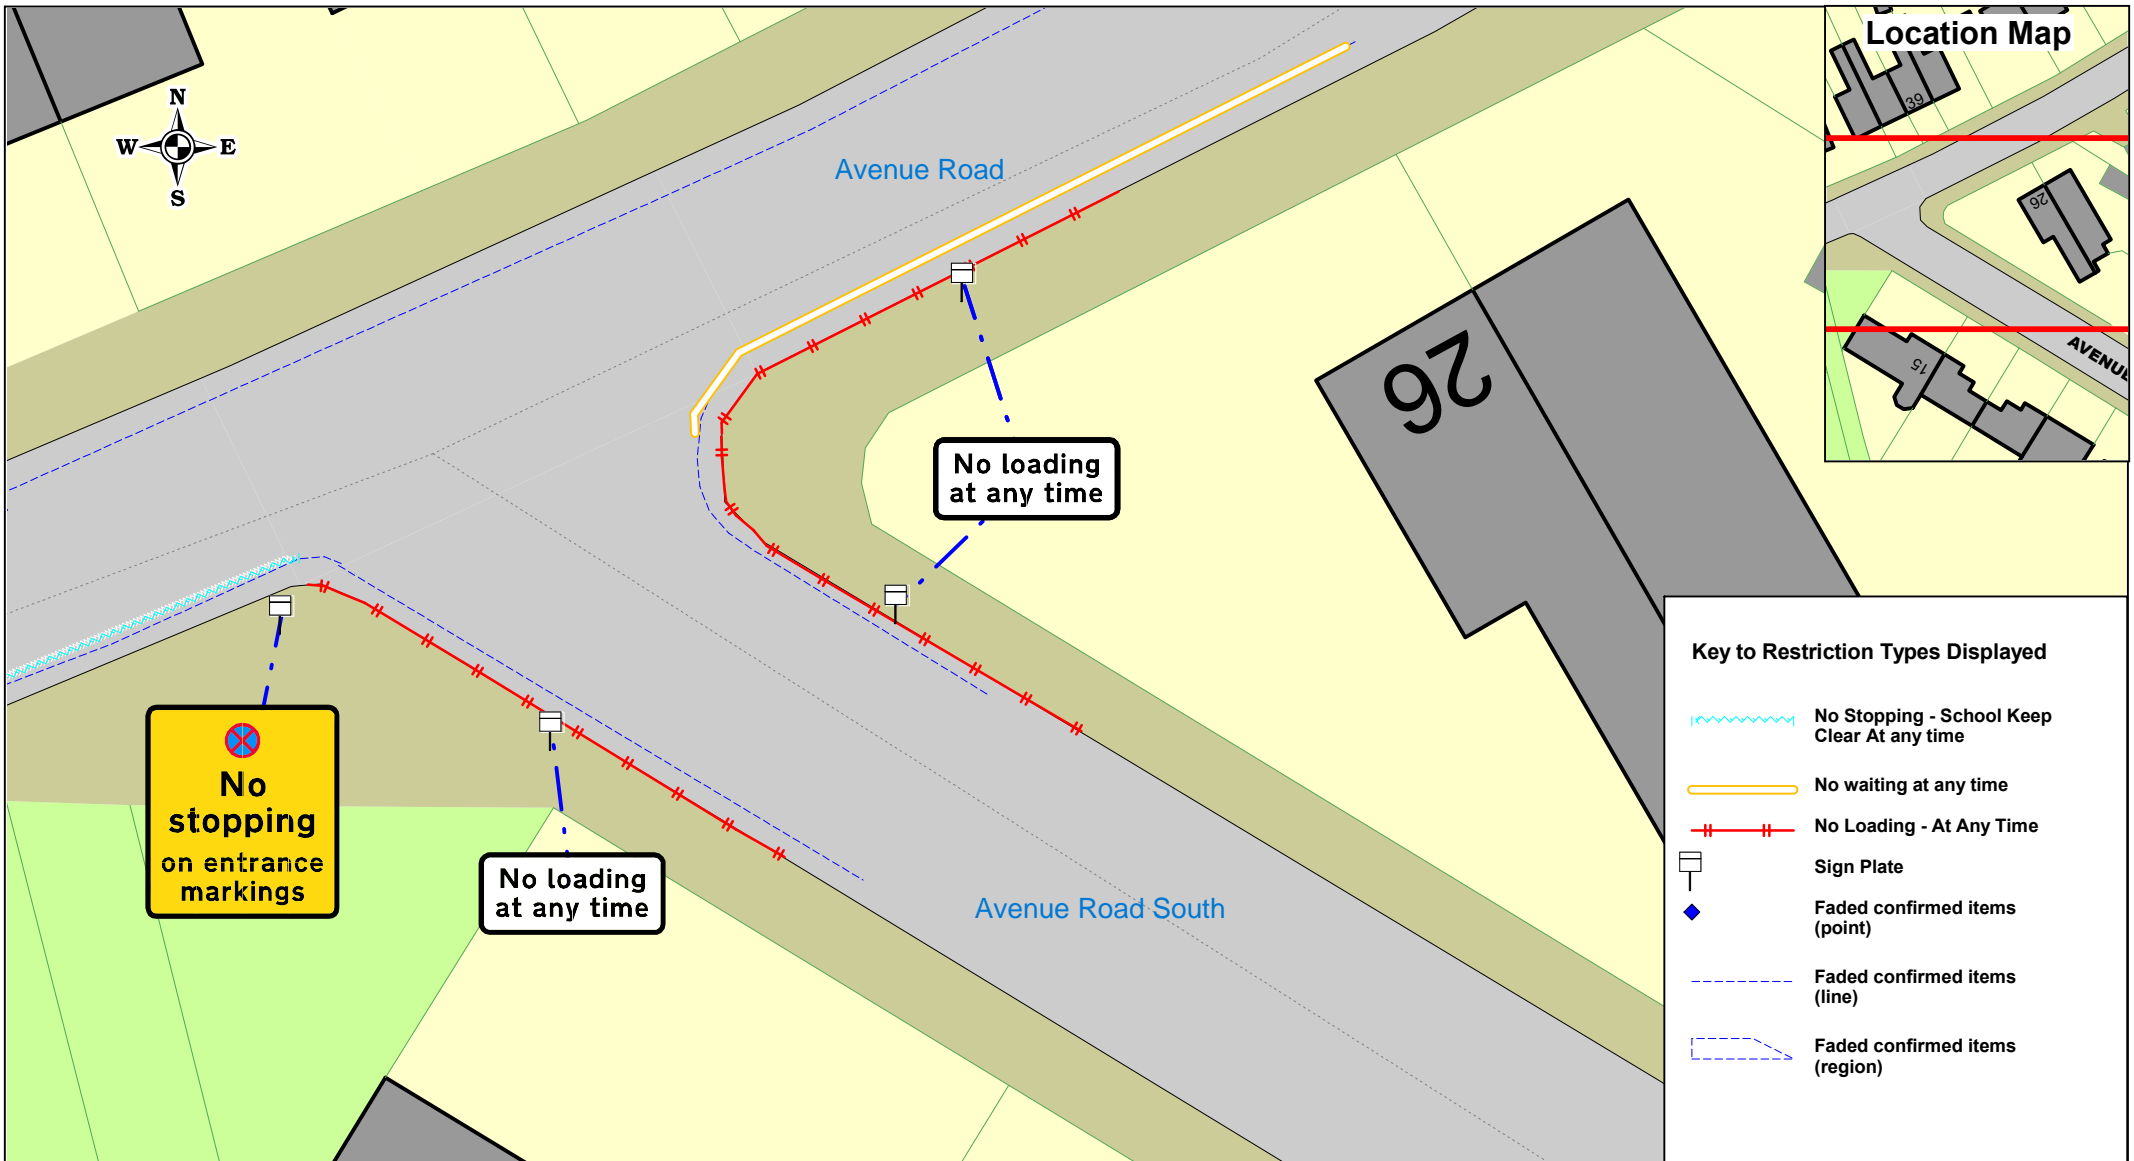 Location Map
N
W E
S
Avenue Road
39
26
15
AVENUE
26
No loading
at any time
No
stopping
on entrance
markings
No loading
at any time
Avenue Road South
Key to Restriction Types Displayed
No Stopping - School Keep
Clear At any time
No waiting at any time
No Loading - At Any Time
Sign Plate
Faded confirmed items
(point)
Faded confirmed items
(line)
Faded confirmed items
(region)